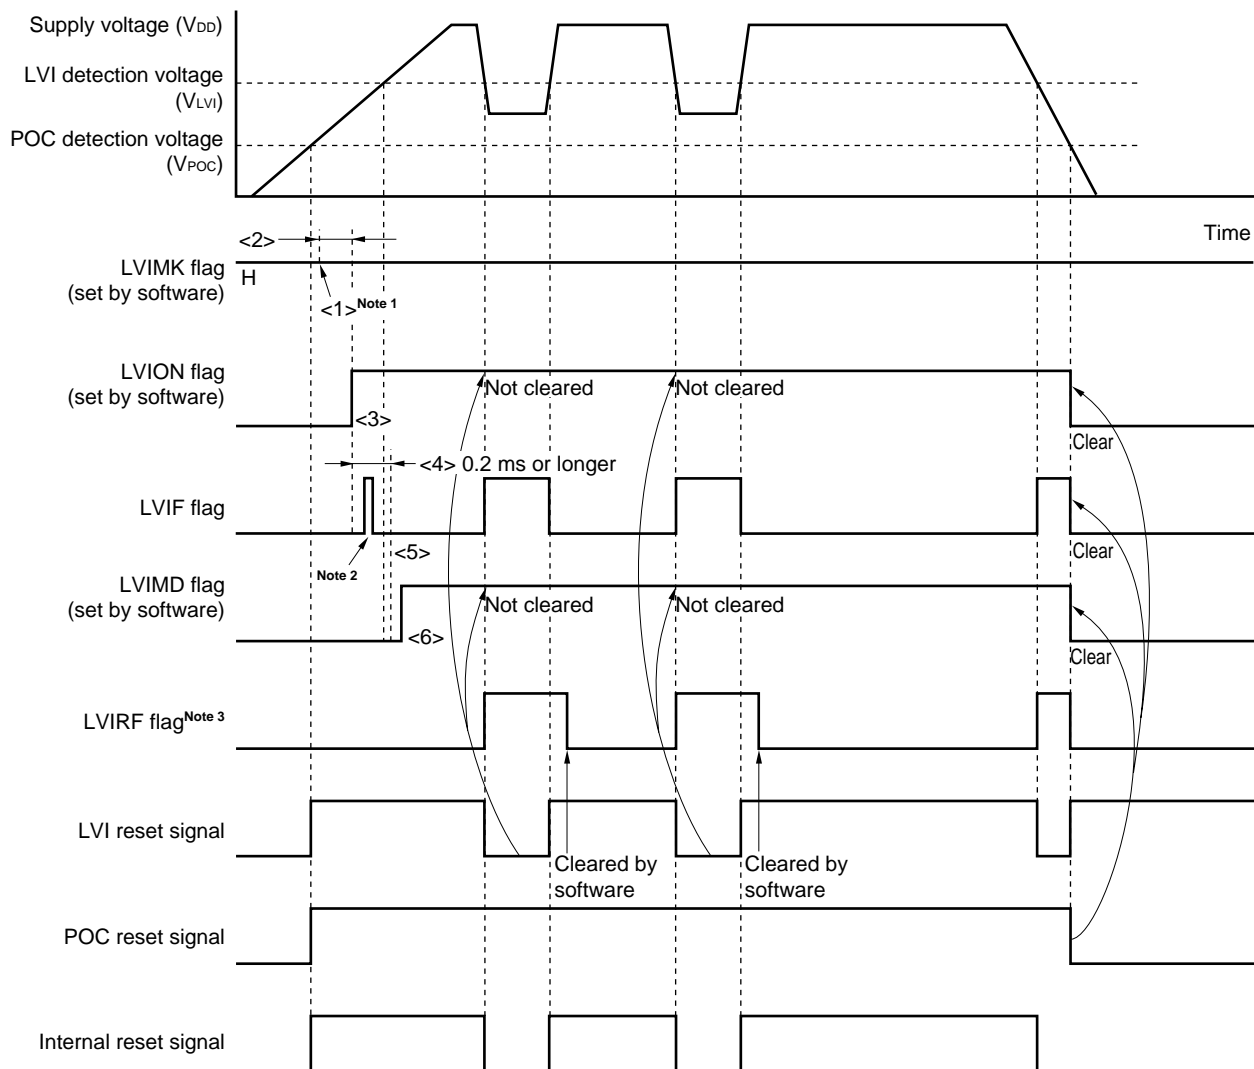 Supply voltage (VDD)
LVI detection voltage
(VLVI)
POC detection voltage
(VPOC)
<2>
Time
LVIMK flag
(set by software)
H
<1>Note 1
LVION flag
(set by software)
Not cleared
Not cleared
<3>
Clear
<4> 0.2 ms or longer
LVIF flag
<5>
Clear
Note 2
LVIMD flag
(set by software)
Not cleared
Not cleared
<6>
Clear
LVIRF flagNote 3
LVI reset signal
Cleared by
software
Cleared by
software
POC reset signal
Internal reset signal